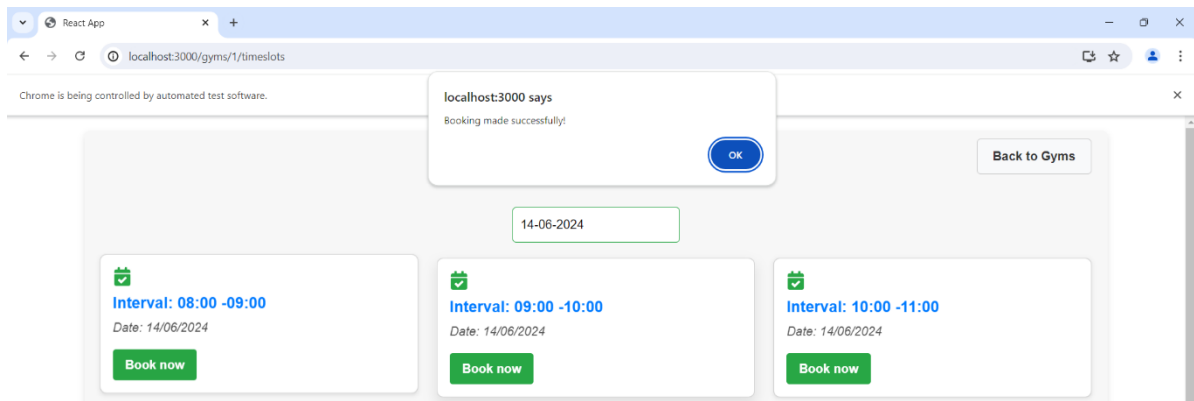 React App
localhost:3000/gyms/1/timeslots
Chrome is being controlled by automated test software.
localhost:3000 says
Booking made successfully!
OK
Back to Gyms
14-06-2024
Interval: 08:00 -09:00
Date: 14/06/2024
Book now
Interval: 09:00 -10:00
Date: 14/06/2024
Book now
Interval: 10:00 -11:00
Date: 14/06/2024
Book now